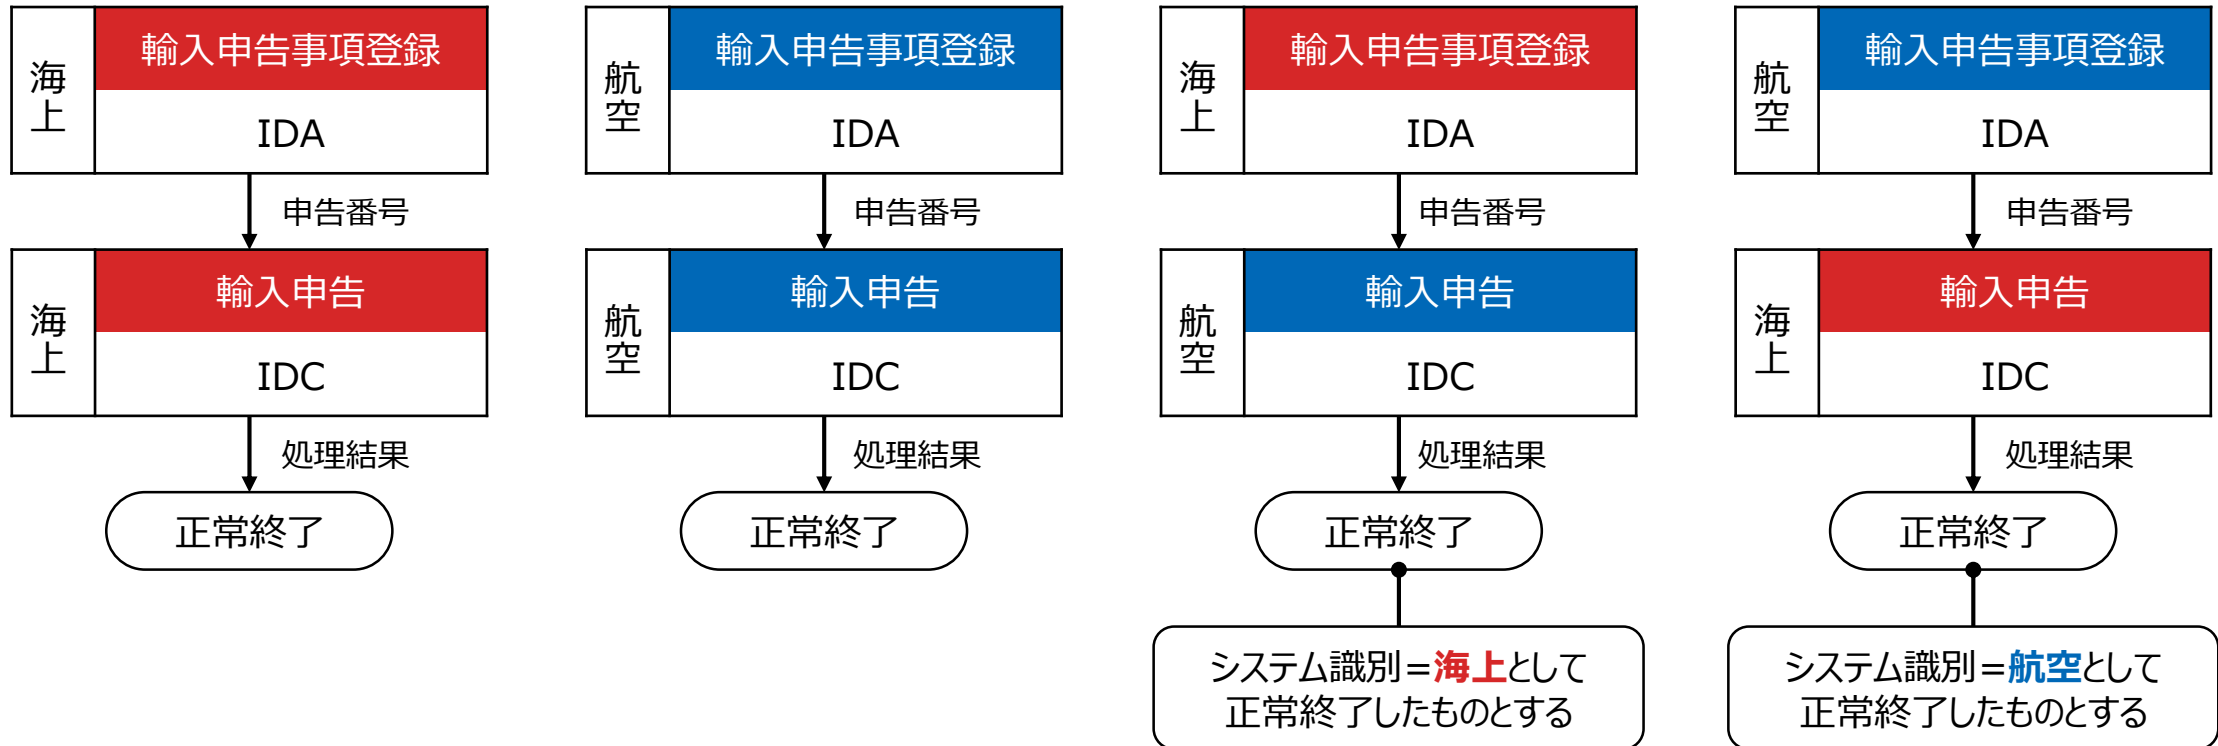 海上
輸入申告事項登録
IDA
申告番号
海上
輸入申告
IDC
処理結果
正常終了
航空
輸入申告事項登録
IDA
申告番号
航空
輸入申告
IDC
処理結果
正常終了
海上
輸入申告事項登録
IDA
申告番号
航空
輸入申告
IDC
処理結果
正常終了
システム識別=海上として
正常終了したものとする
航空
輸入申告事項登録
IDA
申告番号
海上
輸入申告
IDC
処理結果
正常終了
システム識別=航空として
正常終了したものとする